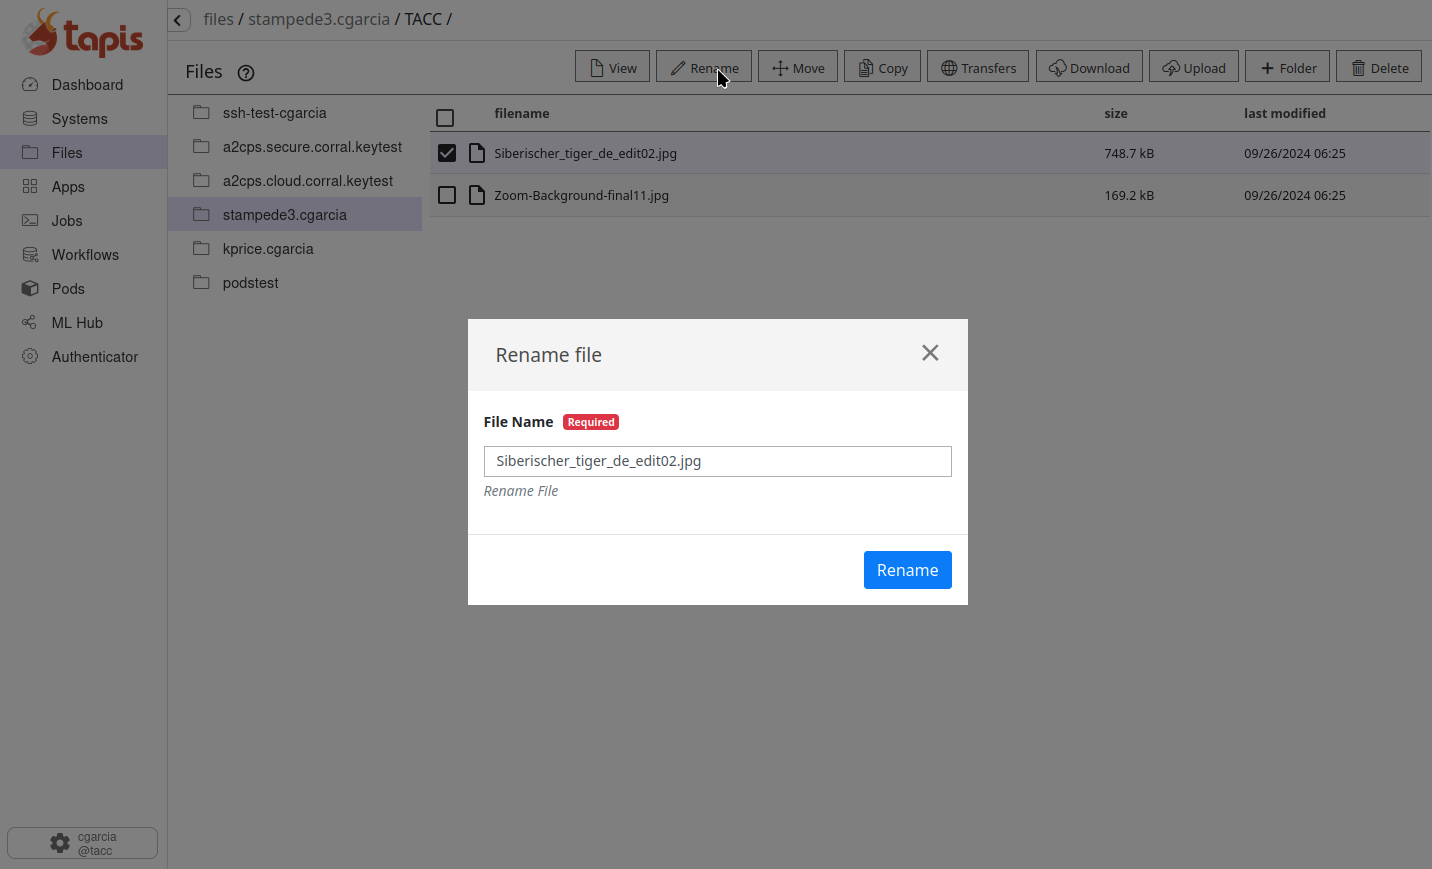 tapis
files / stampede3.cgarcia / TACC /
Files
View
Rename
Move
Copy
Transfers
Download
Upload
Folder
Delete
Dashboard
Systems
Files
Apps
Jobs
Workflows
Pods
ML Hub
Authenticator
ssh-test-cgarcia
a2cps.secure.corral.keytest
a2cps.cloud.corral.keytest
stampede3.cgarcia
kprice.cgarcia
podstest
filename size last modified
Siberischer_tiger_de_edit02.jpg 748.7 kB 09/26/2024 06:25
Zoom-Background-final11.jpg 169.2 kB 09/26/2024 06:25
Rename file
File Name Required
Siberischer_tiger_de_edit02.jpg
Rename File
Rename
cgarcia
@tacc